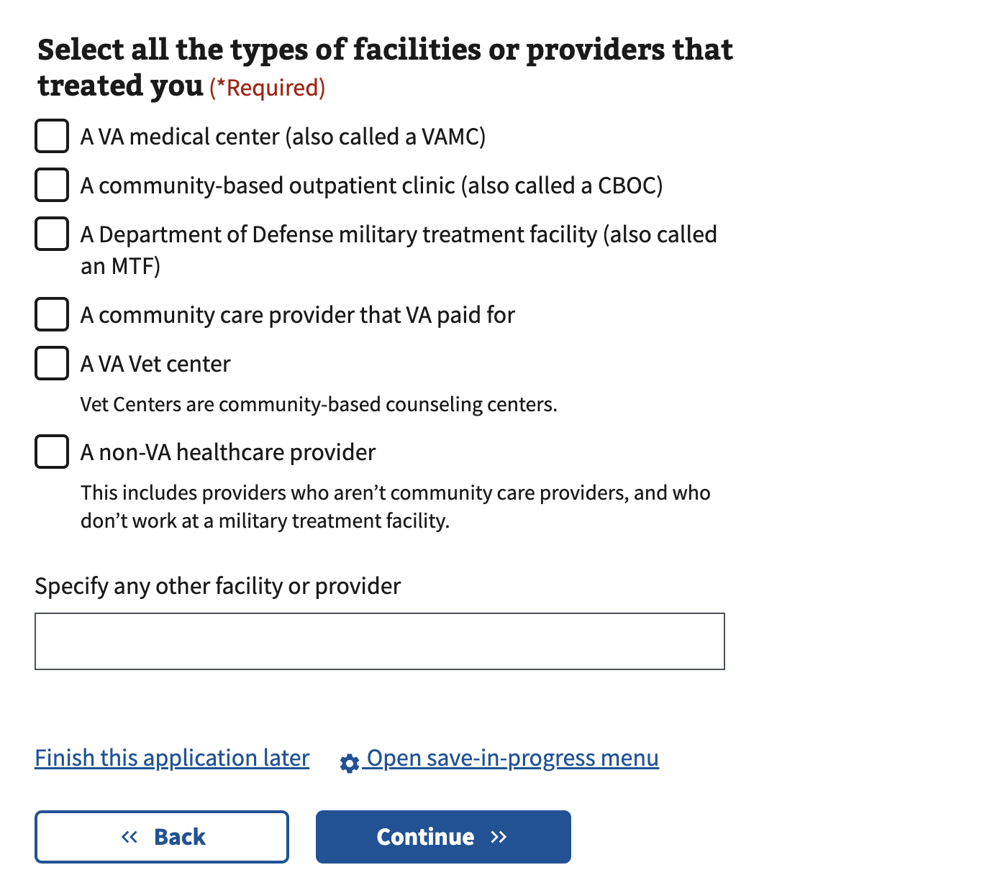 Select all the types of facilities or providers that
treated you (*Required)
A VA medical center (also called a VAMC)
A community-based outpatient clinic (also called a CBOC)
A Department of Defense military treatment facility (also called
an MTF)
A community care provider that VA paid for
A VA Vet center
Vet Centers are community-based counseling centers.
A non-VA healthcare provider
This includes providers who aren’t community care providers, and who
don’t work at a military treatment facility.
Specify any other facility or provider
Finish this application later Open save-in-progress menu
Back Continue